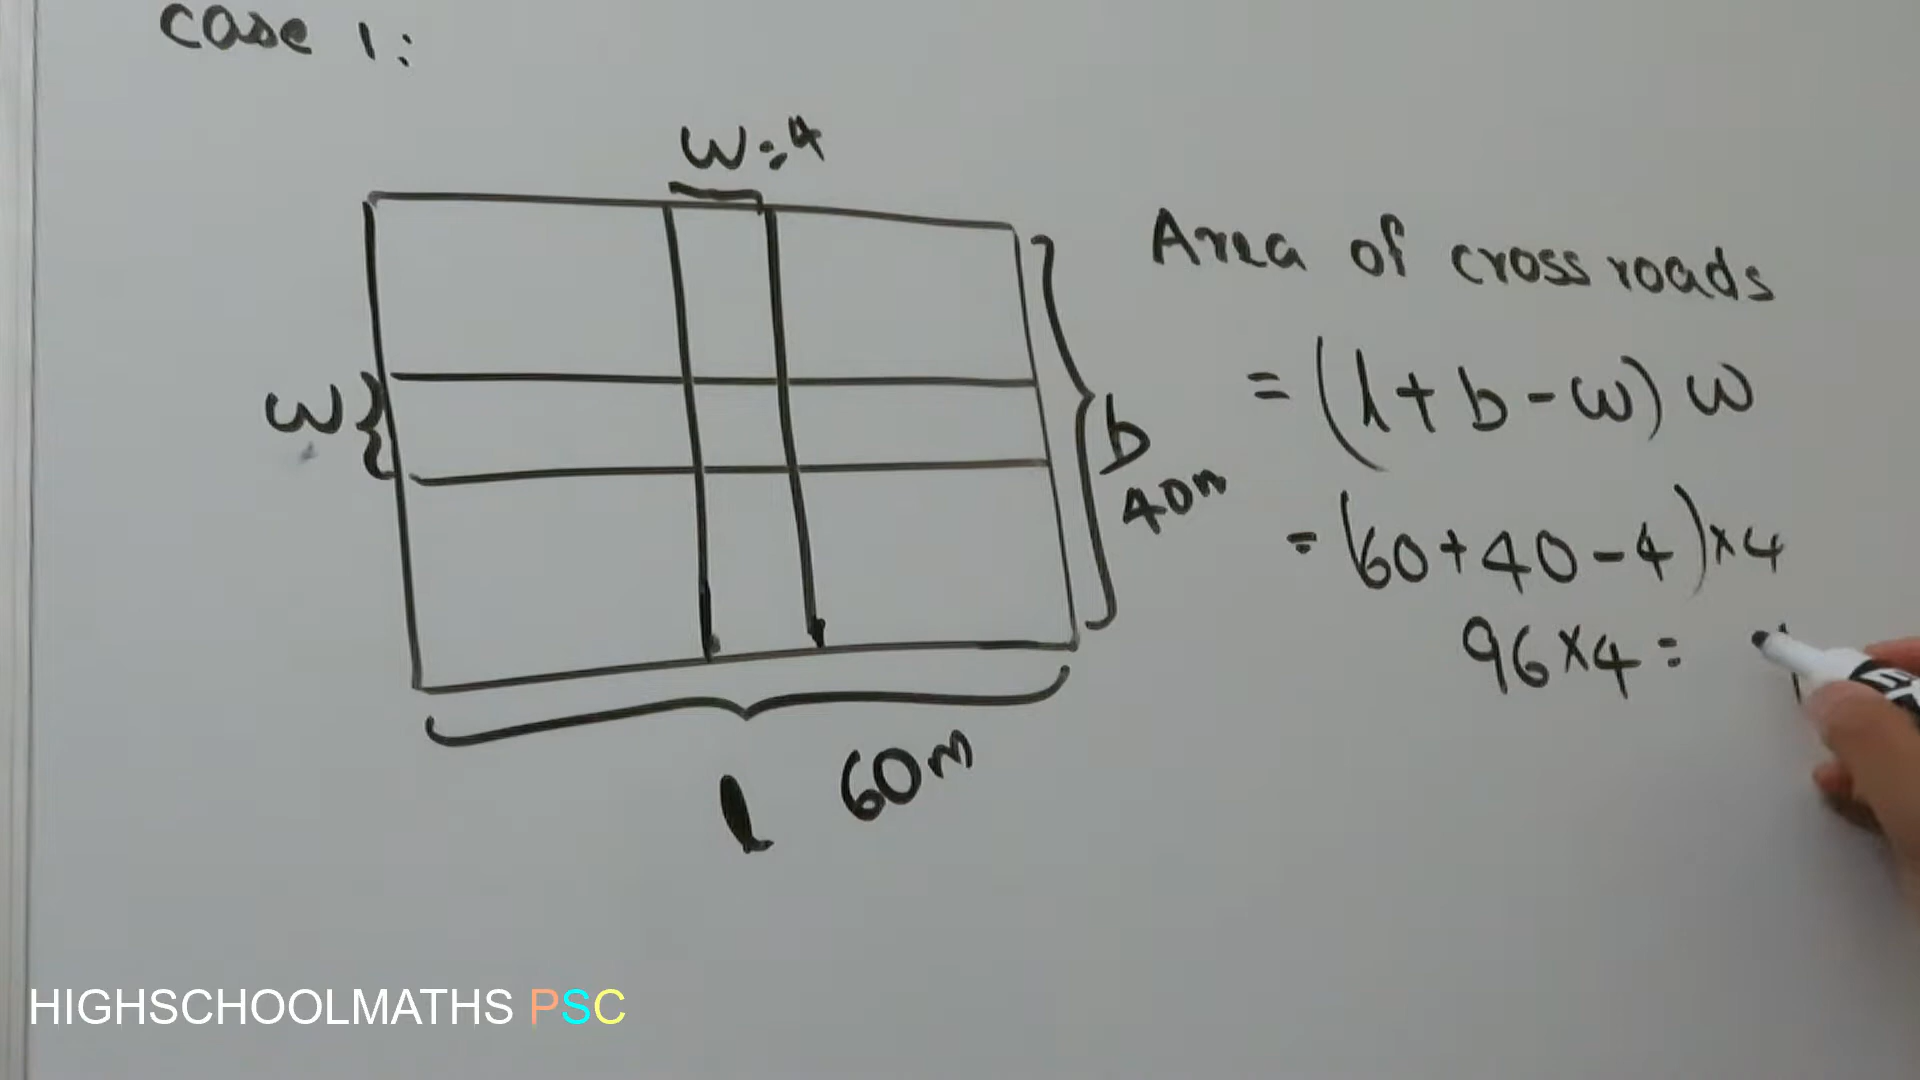 Case 1:
W=4
Area of cross roads
= (l+b-w) w
w
b
40m
= (60+40-4)×4
96×4=
l 60m
HIGHSCHOOLMATHS PSC